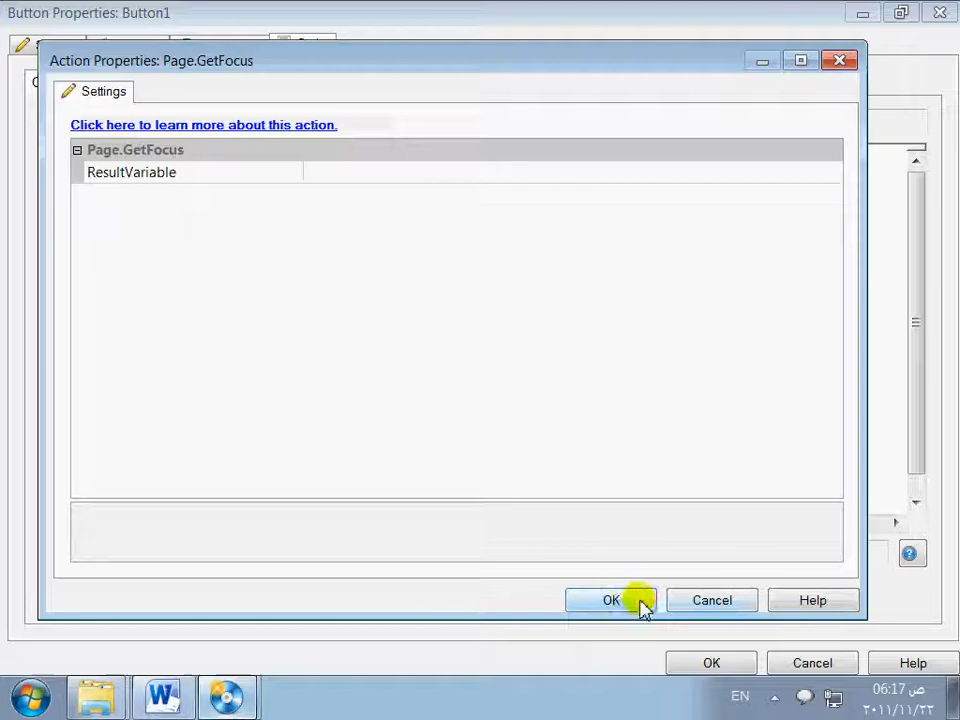 Button Properties: Button1
Action Properties: Page.GetFocus
Settings
Click here to learn more about this action.
Page.GetFocus
ResultVariable
OK
Cancel
Help
OK
Cancel
Help
EN
06:17 ص
٢٠١١/١١/٢٢